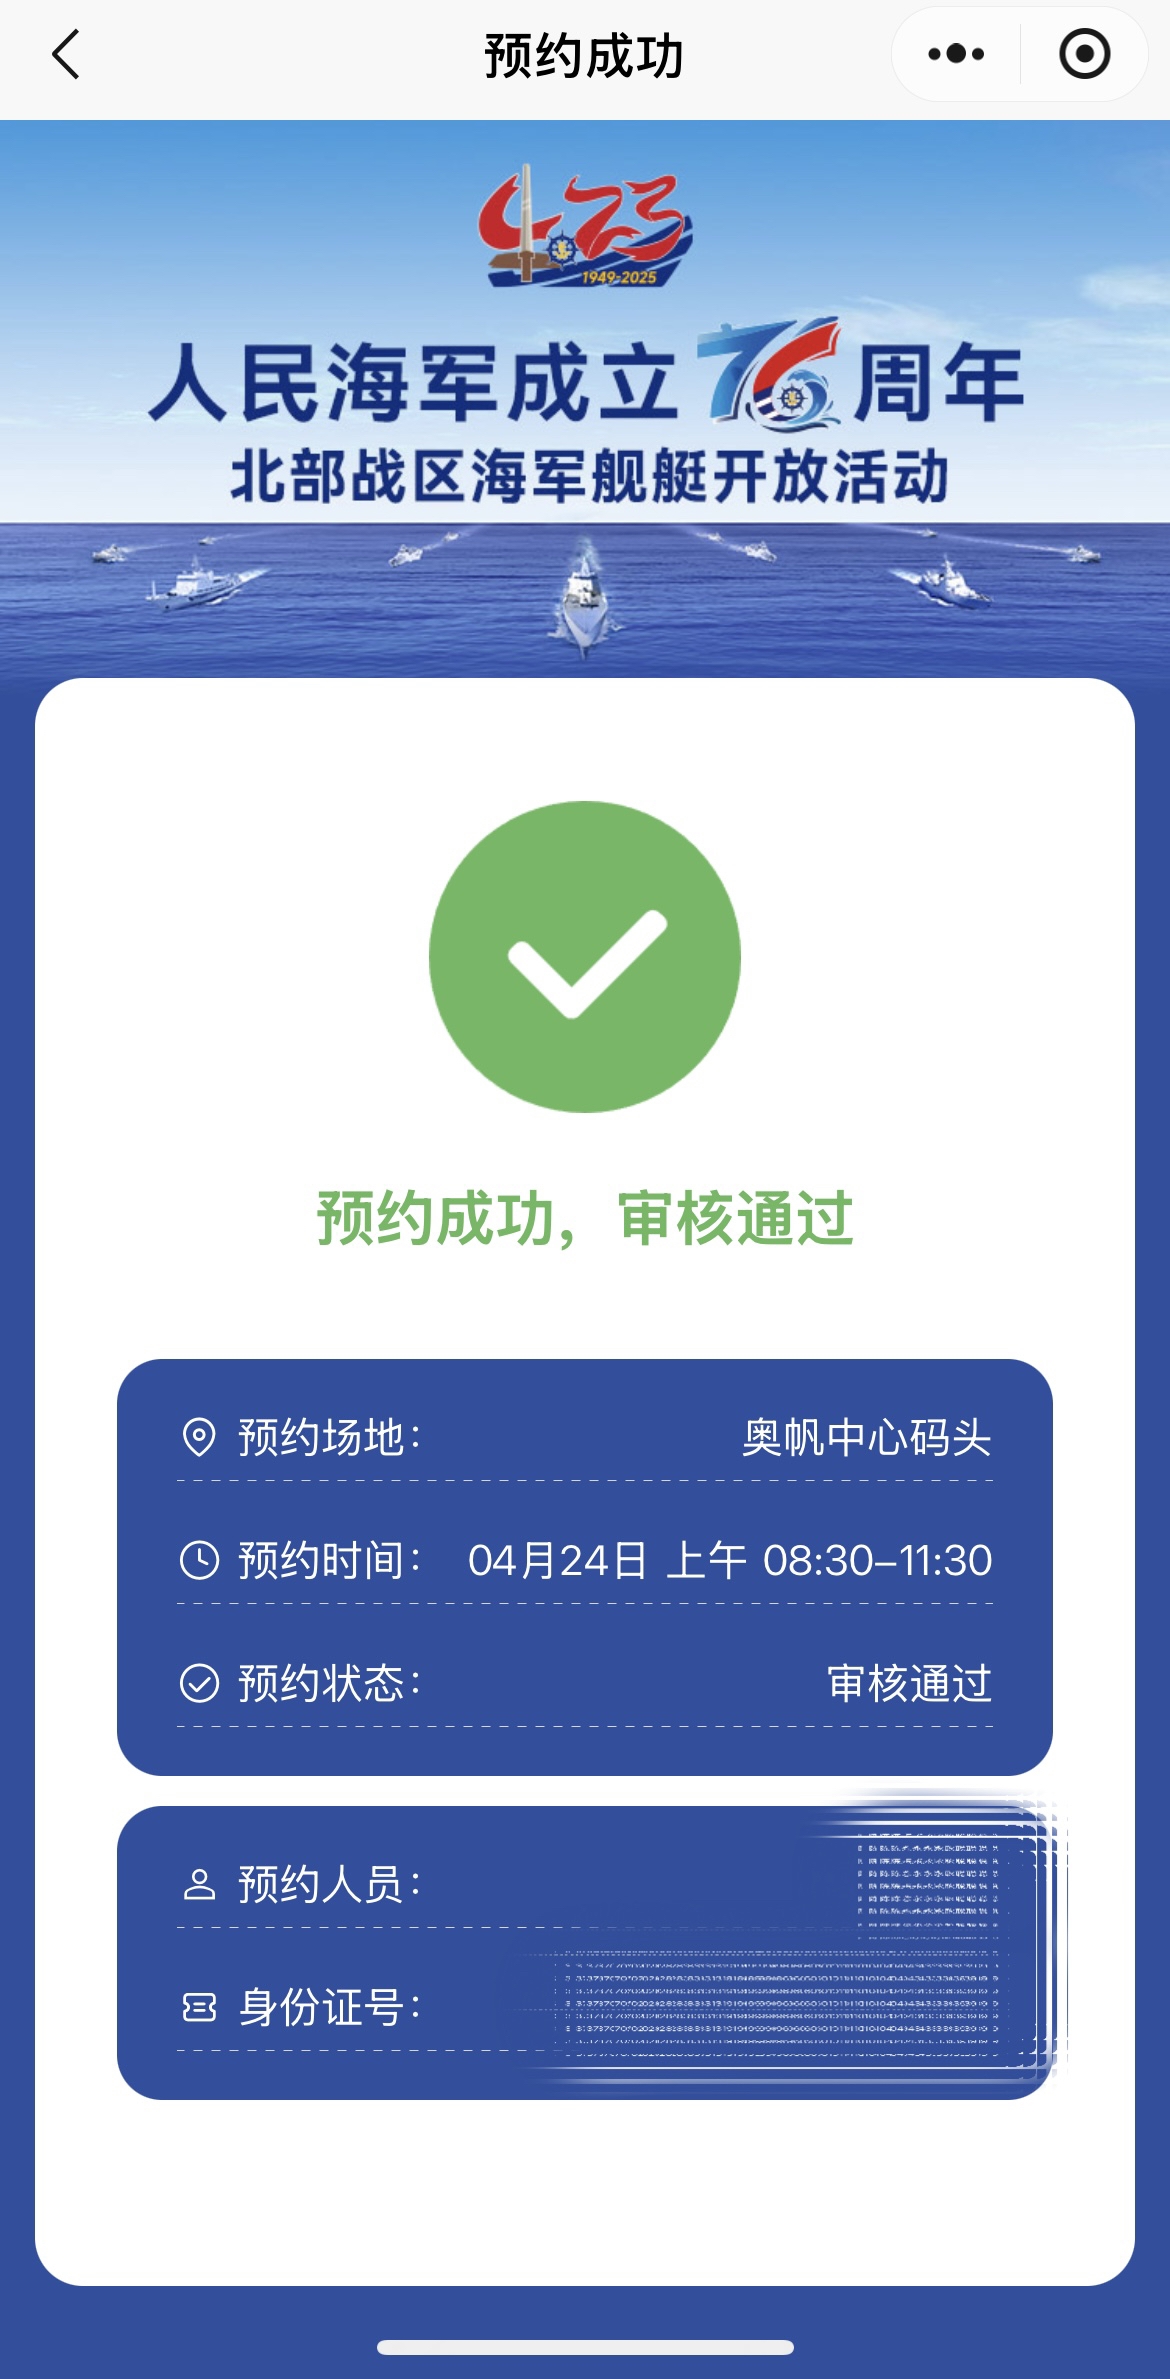 预约成功
423
1949-2025
人民海军成立76周年
北部战区海军舰艇开放活动
预约成功，审核通过
预约场地：奥帆中心码头
预约时间：04月24日 上午 08:30-11:30
预约状态：审核通过
预约人员：
身份证号：